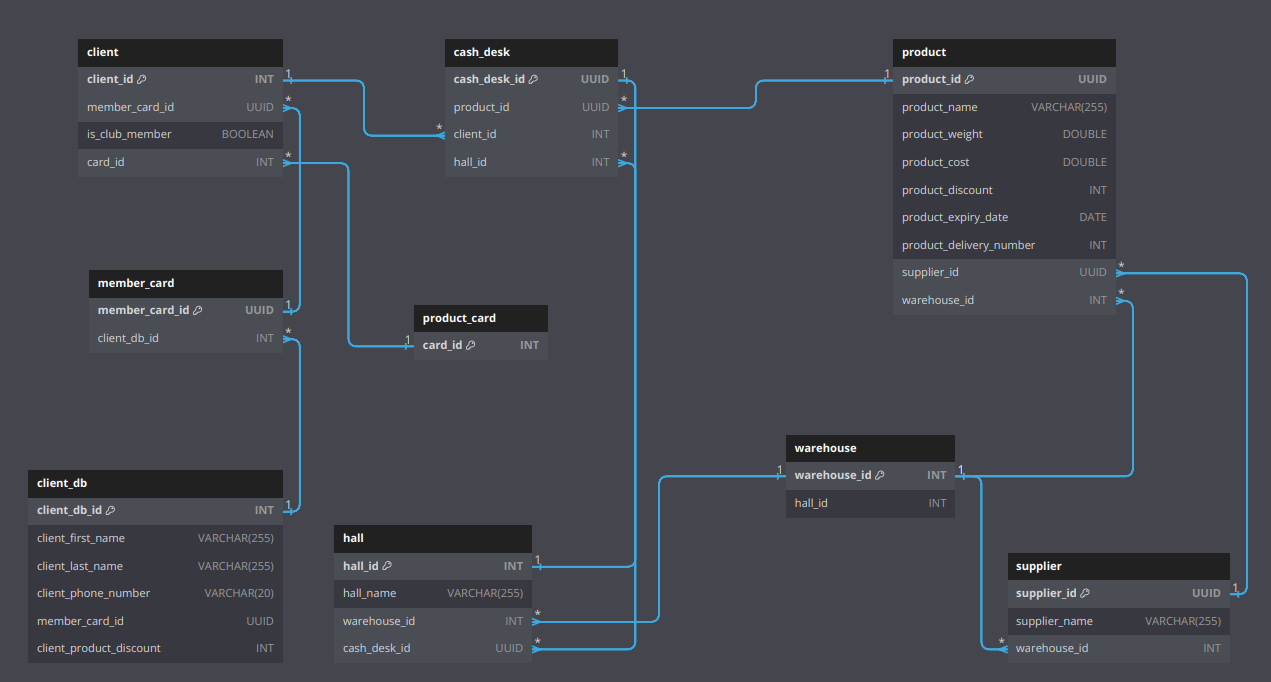 client
client_id INT
member_card_id UUID
is_club_member BOOLEAN
card_id INT
1
*
*
cash_desk
cash_desk_id UUID
product_id UUID
client_id INT
hall_id INT
1
*
*
*
product
product_id UUID
product_name VARCHAR(255)
product_weight DOUBLE
product_cost DOUBLE
product_discount INT
product_expiry_date DATE
product_delivery_number INT
supplier_id UUID
warehouse_id INT
1
*
*
member_card
member_card_id UUID
client_db_id INT
1
*
product_card
card_id INT
1
client_db
client_db_id INT
client_first_name VARCHAR(255)
client_last_name VARCHAR(255)
client_phone_number VARCHAR(20)
member_card_id UUID
client_product_discount INT
1
hall
hall_id INT
hall_name VARCHAR(255)
warehouse_id INT
cash_desk_id UUID
1
*
*
warehouse
warehouse_id INT
hall_id INT
1
1
supplier
supplier_id UUID
supplier_name VARCHAR(255)
warehouse_id INT
1
*